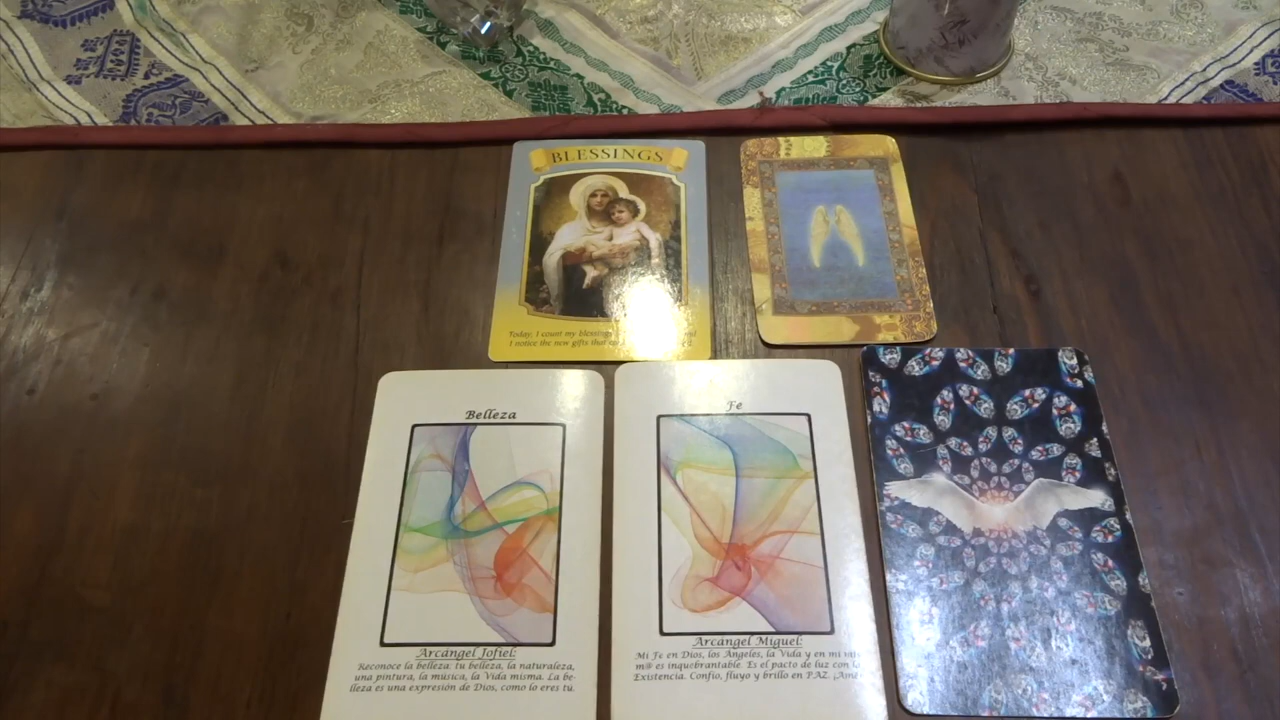 BLESSINGS
Today, I count my blessings
I notice the new gifts that
Belleza
Arcángel Jofiel:
Reconoce la belleza: tu belleza, la naturaleza,
una pintura, la música, la Vida misma. La be-
lleza es una expresión de Dios, como lo eres tú.
Fe
Arcángel Miguel:
Mi Fe en Dios, los Ángeles, la Vida y en mi
m@ es inquebrantable. Es el pacto de luz con
Existencia. Confío, fluyo y brillo en PAZ.